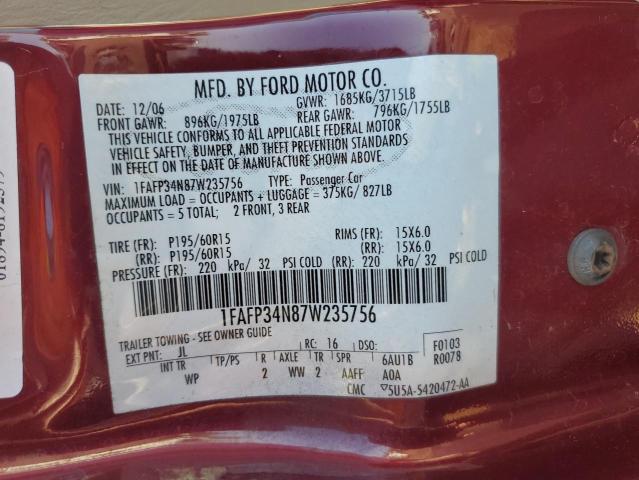 MFD. BY FORD MOTOR CO.
DATE: 12/06 GVWR: 1685KG/3715LB
FRONT GAWR: 896KG/1975LB REAR GAWR: 796KG/1755LB
THIS VEHICLE CONFORMS TO ALL APPLICABLE FEDERAL MOTOR
VEHICLE SAFETY, BUMPER, AND THEFT PREVENTION STANDARDS
IN EFFECT ON THE DATE OF MANUFACTURE SHOWN ABOVE.
VIN: 1FAFP34N87W235756 TYPE: Passenger Car
MAXIMUM LOAD = OCCUPANTS + LUGGAGE = 375KG/ 827LB
OCCUPANTS = 5 TOTAL; 2 FRONT, 3 REAR
TIRE (FR): P195/60R15 RIMS (FR): 15X6.0
(RR): P195/60R15 (RR): 15X6.0
PRESSURE (FR): 220 kPa/ 32 PSI COLD (RR): 220 kPa/ 32 PSI COLD
1FAFP34N87W235756
TRAILER TOWING - SEE OWNER GUIDE
EXT PNT: JL RC: 16 DSO: F0103
INT TR TP/PS R AXLE TR SPR 6AU1B R0078
WP 2 WW 2 AAFF A0A
CMC ▽5U5A-5420472-AA